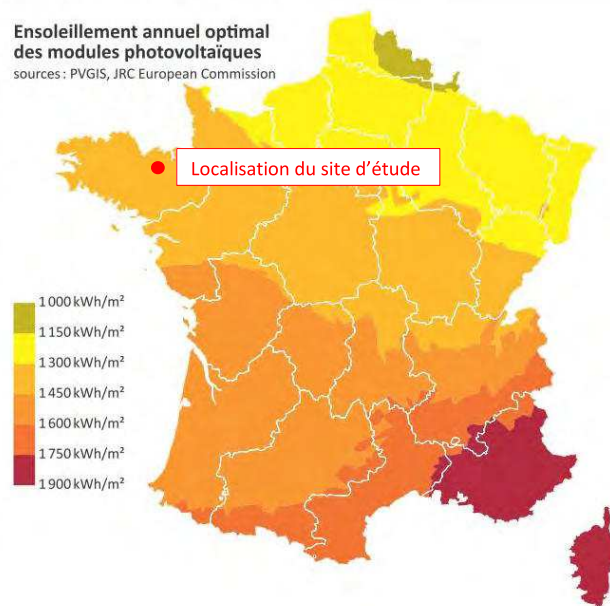 Ensoleillement annuel optimal
des modules photovoltaïques
sources : PVGIS, JRC European Commission
Localisation du site d'étude
1 000 kWh/m²
1 150 kWh/m²
1 300 kWh/m²
1 450 kWh/m²
1 600 kWh/m²
1 750 kWh/m²
1 900 kWh/m²